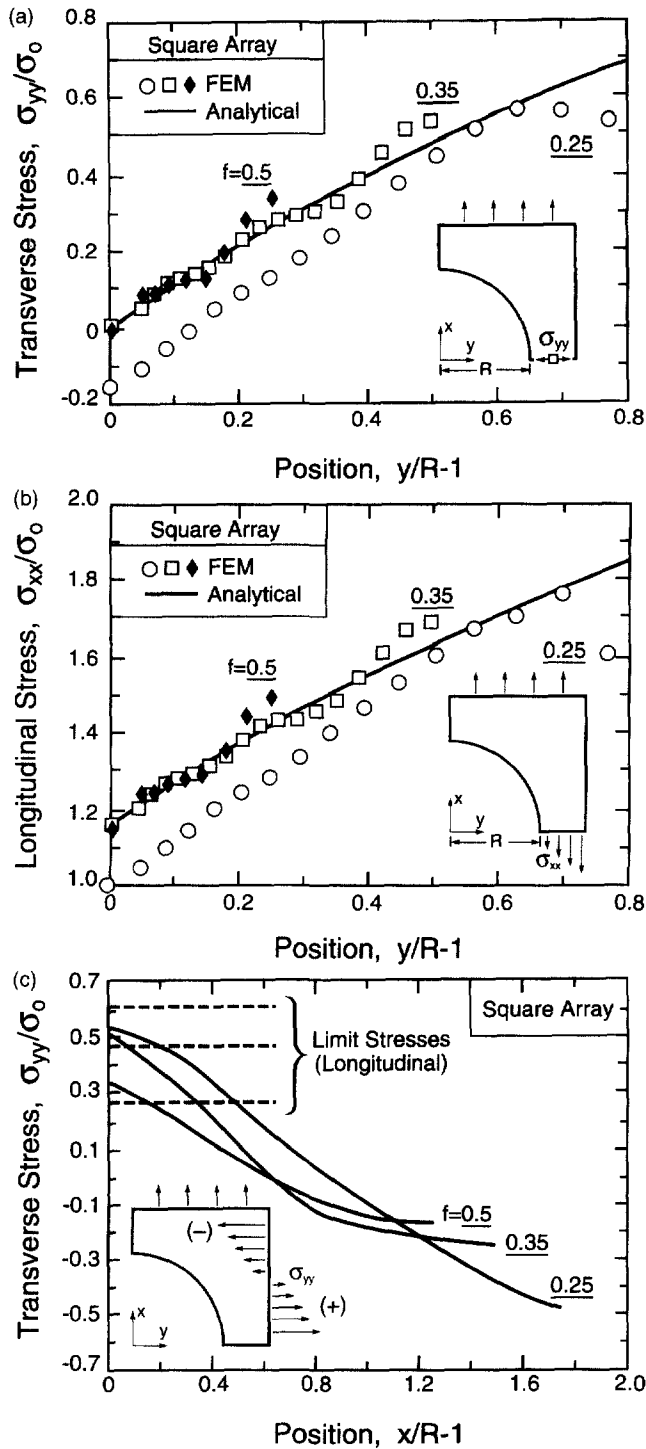 (a)
Transverse Stress, σyy/σo
0.8
0.6
0.4
0.2
0
-0.2
Square Array
○ □ ♦ FEM
— Analytical
0.35
f=0.5
0.25
x
y
R
σyy
0 0.2 0.4 0.6 0.8
Position, y/R-1
(b)
Longitudinal Stress, σxx/σo
2.0
1.8
1.6
1.4
1.2
1.0
Square Array
○ □ ♦ FEM
— Analytical
0.35
f=0.5
0.25
x
y
R
σxx
0 0.2 0.4 0.6 0.8
Position, y/R-1
(c)
Transverse Stress, σyy/σo
0.7
0.5
0.3
0.1
-0.1
-0.3
-0.5
-0.7
Square Array
Limit Stresses
(Longitudinal)
f=0.5
0.35
0.25
(-)
σyy
(+)
x
y
0 0.4 0.8 1.2 1.6 2.0
Position, x/R-1